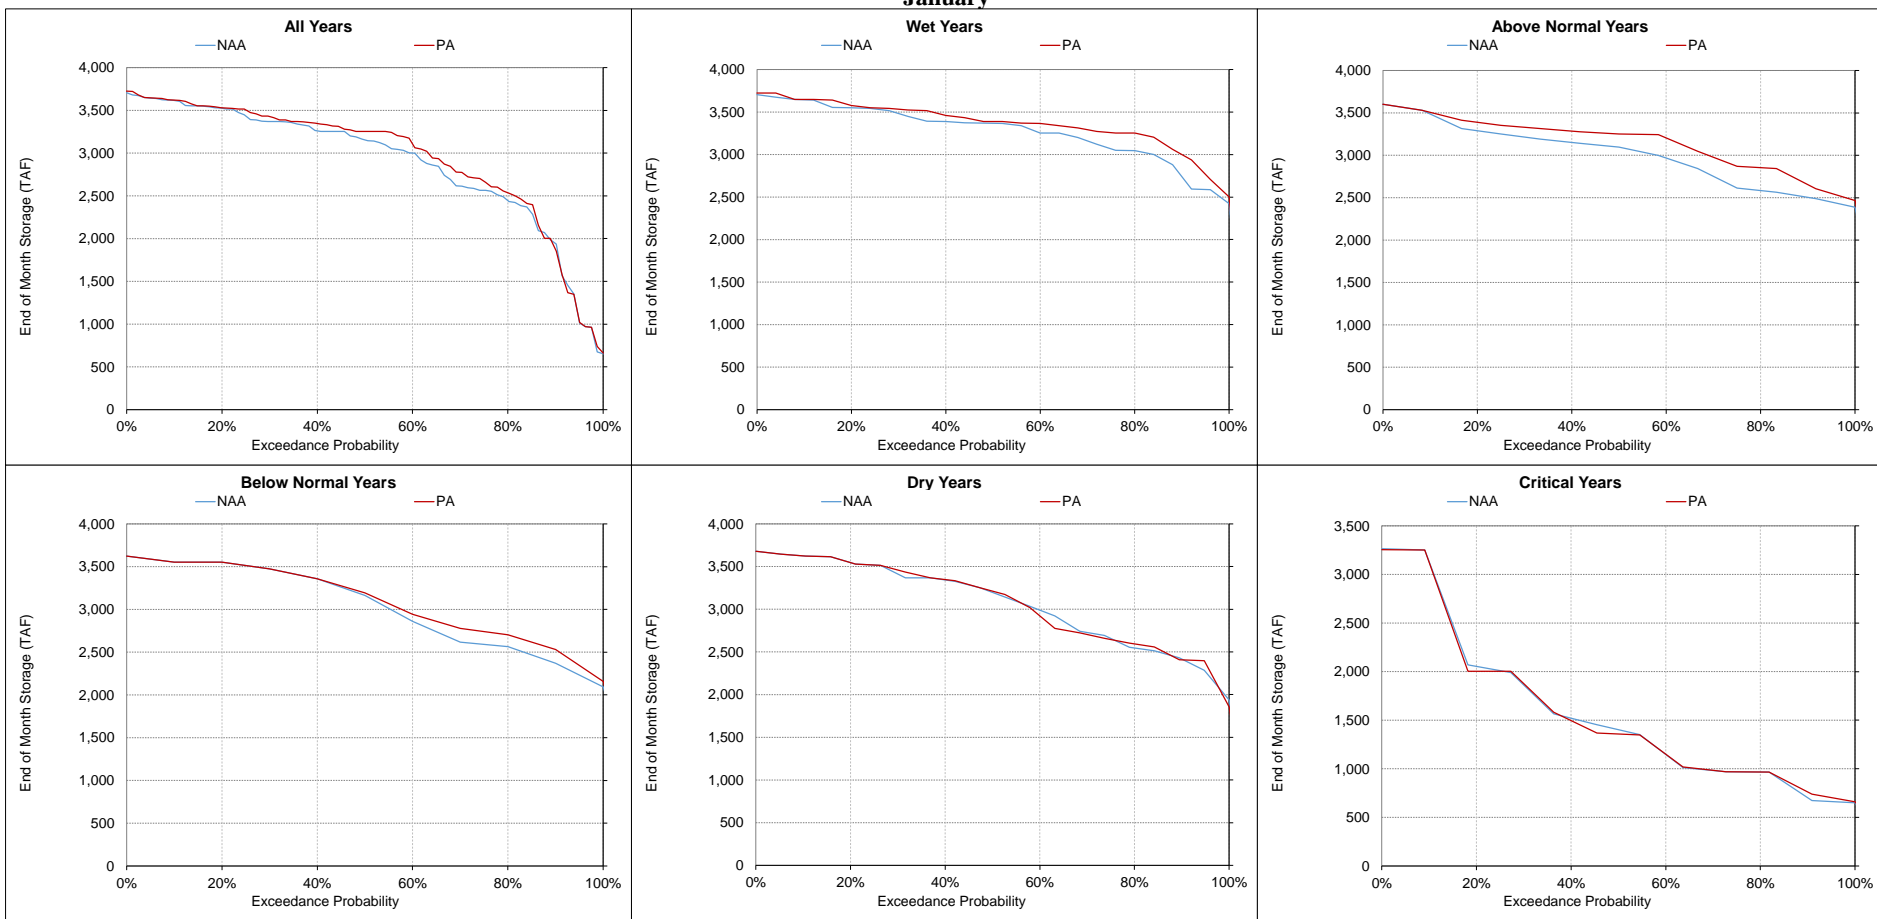 January
All Years
NAA PA
End of Month Storage (TAF)
4,000
3,500
3,000
2,500
2,000
1,500
1,000
500
0
0% 20% 40% 60% 80% 100%
Exceedance Probability
Wet Years
NAA PA
End of Month Storage (TAF)
4,000
3,500
3,000
2,500
2,000
1,500
1,000
500
0
0% 20% 40% 60% 80% 100%
Exceedance Probability
Above Normal Years
NAA PA
End of Month Storage (TAF)
4,000
3,500
3,000
2,500
2,000
1,500
1,000
500
0
0% 20% 40% 60% 80% 100%
Exceedance Probability
Below Normal Years
NAA PA
End of Month Storage (TAF)
4,000
3,500
3,000
2,500
2,000
1,500
1,000
500
0
0% 20% 40% 60% 80% 100%
Exceedance Probability
Dry Years
NAA PA
End of Month Storage (TAF)
4,000
3,500
3,000
2,500
2,000
1,500
1,000
500
0
0% 20% 40% 60% 80% 100%
Exceedance Probability
Critical Years
NAA PA
End of Month Storage (TAF)
3,500
3,000
2,500
2,000
1,500
1,000
500
0
0% 20% 40% 60% 80% 100%
Exceedance Probability